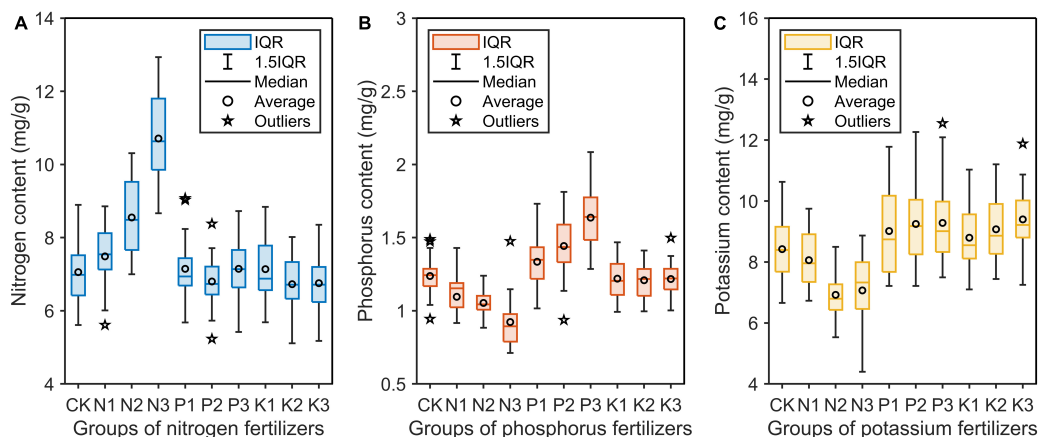 A
Nitrogen content (mg/g)
14
12
10
8
6
4
IQR
1.5IQR
Median
Average
Outliers
CK N1 N2 N3 P1 P2 P3 K1 K2 K3
Groups of nitrogen fertilizers
B
Phosphorus content (mg/g)
3
2.5
2
1.5
1
0.5
IQR
1.5IQR
Median
Average
Outliers
CK N1 N2 N3 P1 P2 P3 K1 K2 K3
Groups of phosphorus fertilizers
C
Potassium content (mg/g)
16
14
12
10
8
6
4
IQR
1.5IQR
Median
Average
Outliers
CK N1 N2 N3 P1 P2 P3 K1 K2 K3
Groups of potassium fertilizers